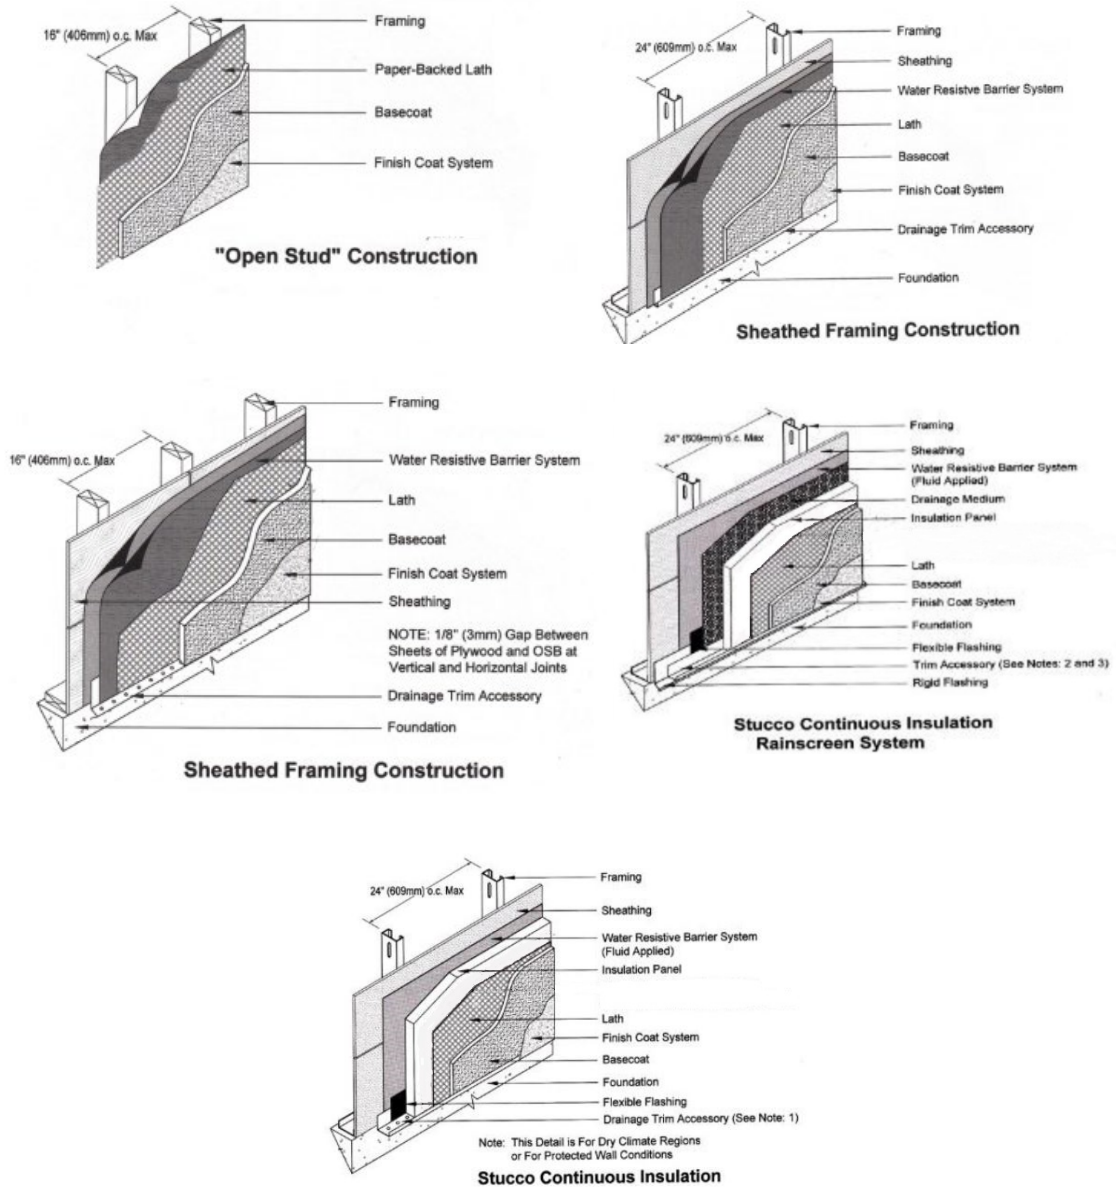 16" (406mm) o.c. Max
Framing
Paper-Backed Lath
Basecoat
Finish Coat System
"Open Stud" Construction
24" (609mm) o.c. Max
Framing
Sheathing
Water Resistve Barrier System
Lath
Basecoat
Finish Coat System
Drainage Trim Accessory
Foundation
Sheathed Framing Construction
16" (406mm) o.c. Max
Framing
Water Resistive Barrier System
Lath
Basecoat
Finish Coat System
Sheathing
NOTE: 1/8" (3mm) Gap Between
Sheets of Plywood and OSB at
Vertical and Horizontal Joints
Drainage Trim Accessory
Foundation
Sheathed Framing Construction
24" (609mm) o.c. Max
Framing
Sheathing
Water Resistive Barrier System
(Fluid Applied)
Drainage Medium
Insulation Panel
Lath
Basecoat
Finish Coat System
Foundation
Flexible Flashing
Trim Accessory (See Notes: 2 and 3)
Rigid Flashing
Stucco Continuous Insulation
Rainscreen System
24" (609mm) o.c. Max
Framing
Sheathing
Water Resistive Barrier System
(Fluid Applied)
Insulation Panel
Lath
Finish Coat System
Basecoat
Foundation
Flexible Flashing
Drainage Trim Accessory (See Note: 1)
Note: This Detail is For Dry Climate Regions
or For Protected Wall Conditions
Stucco Continuous Insulation